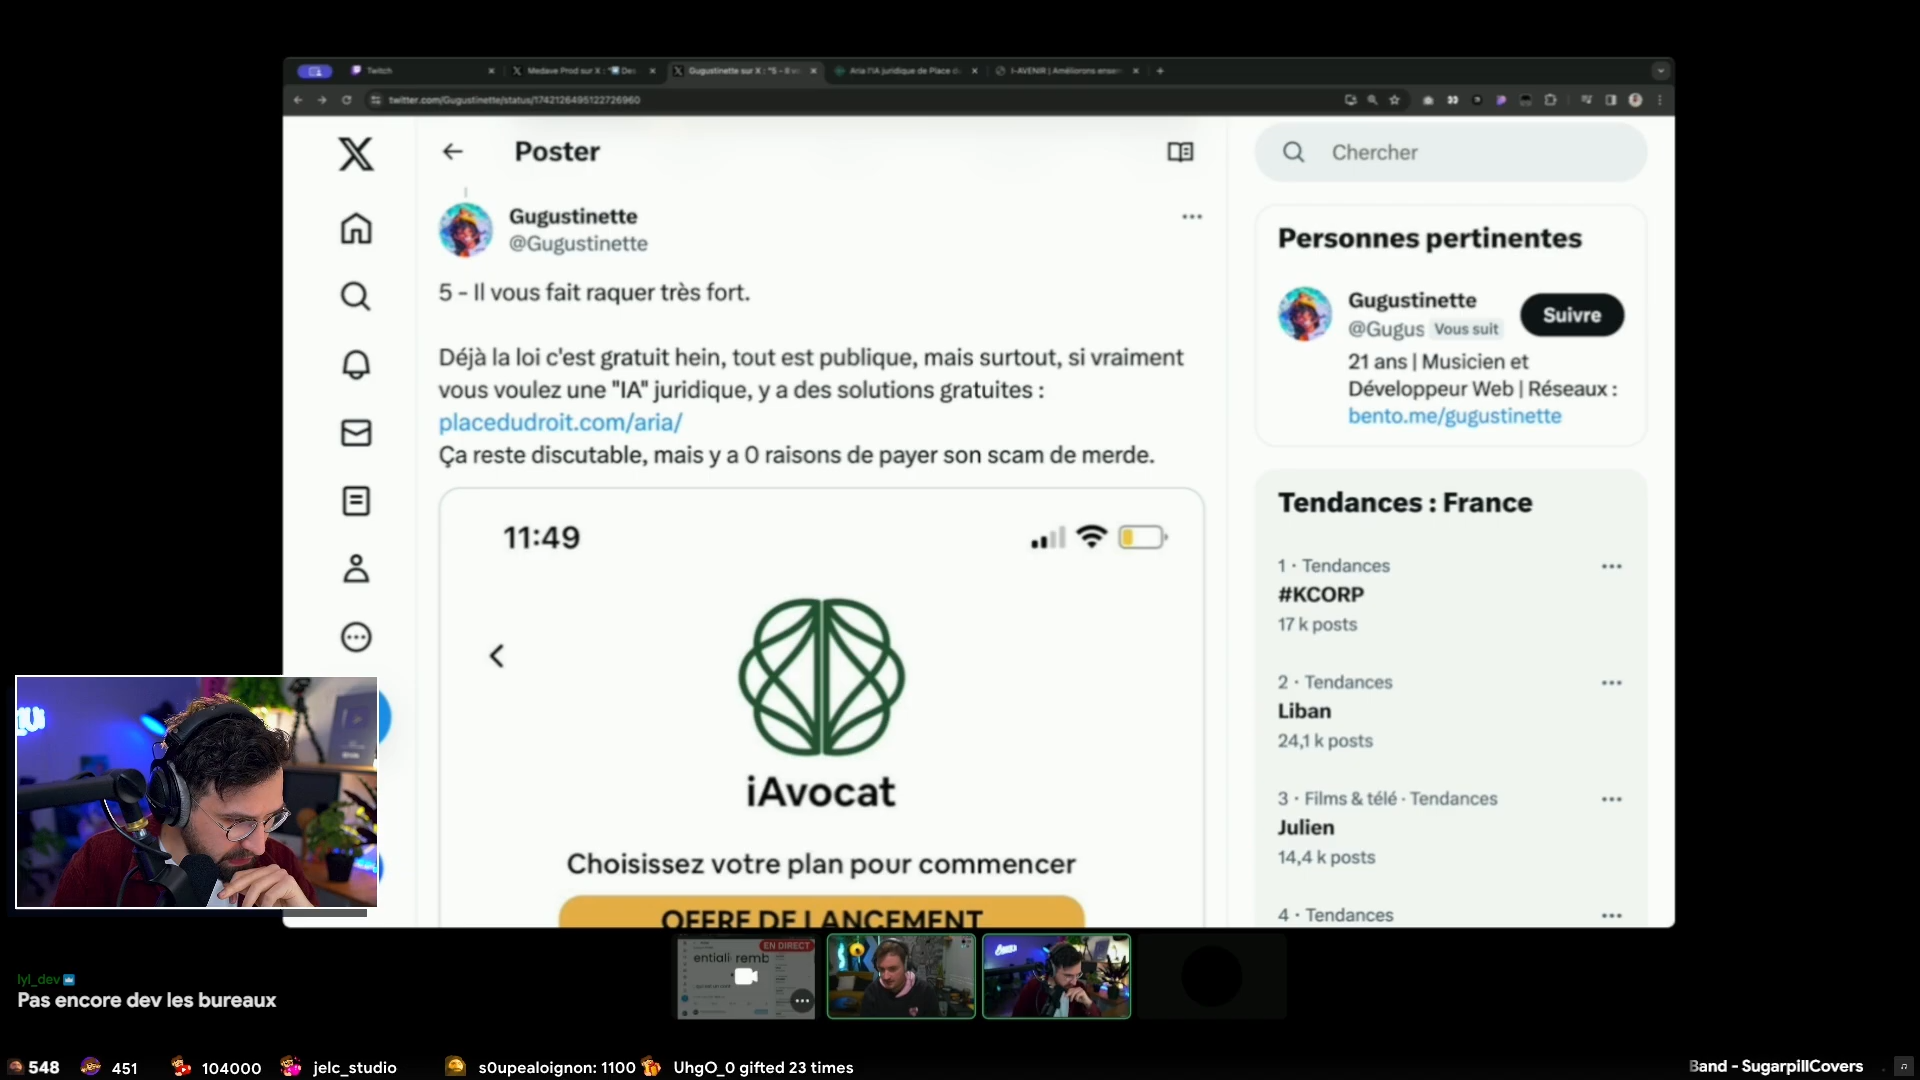 Twitch
Medave Prod sur X : "
Gugustinette sur X : "5 - Il v
Aria l'IA juridique de Place d
I-AVENIR | Améliorons ensem
twitter.com/Gugustinette/status/1742126495122726960
Poster
Chercher
Gugustinette
@Gugustinette
5 - Il vous fait raquer très fort.
Déjà la loi c'est gratuit hein, tout est publique, mais surtout, si vraiment
vous voulez une "IA" juridique, y a des solutions gratuites :
placedudroit.com/aria/
Ça reste discutable, mais y a 0 raisons de payer son scam de merde.
11:49
iAvocat
Choisissez votre plan pour commencer
OFFRE DE LANCEMENT
Personnes pertinentes
Gugustinette
@Gugus Vous suit
Suivre
21 ans | Musicien et
Développeur Web | Réseaux :
bento.me/gugustinette
Tendances : France
1 · Tendances
#KCORP
17 k posts
2 · Tendances
Liban
24,1 k posts
3 · Films & télé · Tendances
Julien
14,4 k posts
4 · Tendances
EN DIRECT
entiali remb
lyl_dev
Pas encore dev les bureaux
548
451
104000
jelc_studio
s0upealoignon: 1100
UhgO_0 gifted 23 times
Band - SugarpillCovers